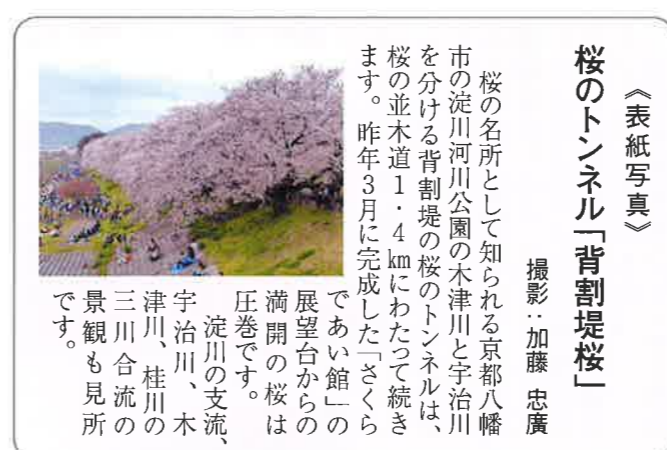 《表紙写真》
桜のトンネル「背割堤桜」
撮影：加藤 忠廣
桜の名所として知られる京都八幡
市の淀川河川公園の木津川と宇治川
を分ける背割堤の桜のトンネルは、
桜の並木道1・4㎞にわたって続き
ます。昨年3月に完成した「さくら
であい館」の
展望台からの
満開の桜は
圧巻です。
淀川の支流、
宇治川、木
津川、桂川の
三川合流の
景観も見所
です。